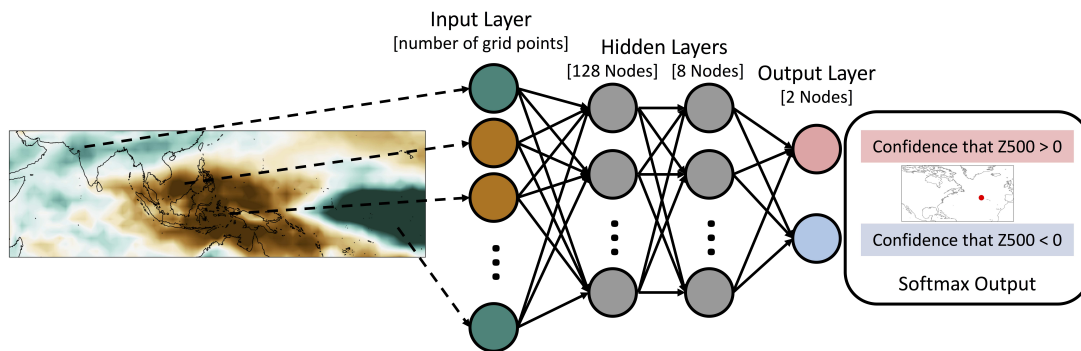 Input Layer
[number of grid points]
Hidden Layers
[128 Nodes] [8 Nodes]
Output Layer
[2 Nodes]
Confidence that Z500 > 0
Confidence that Z500 < 0
Softmax Output